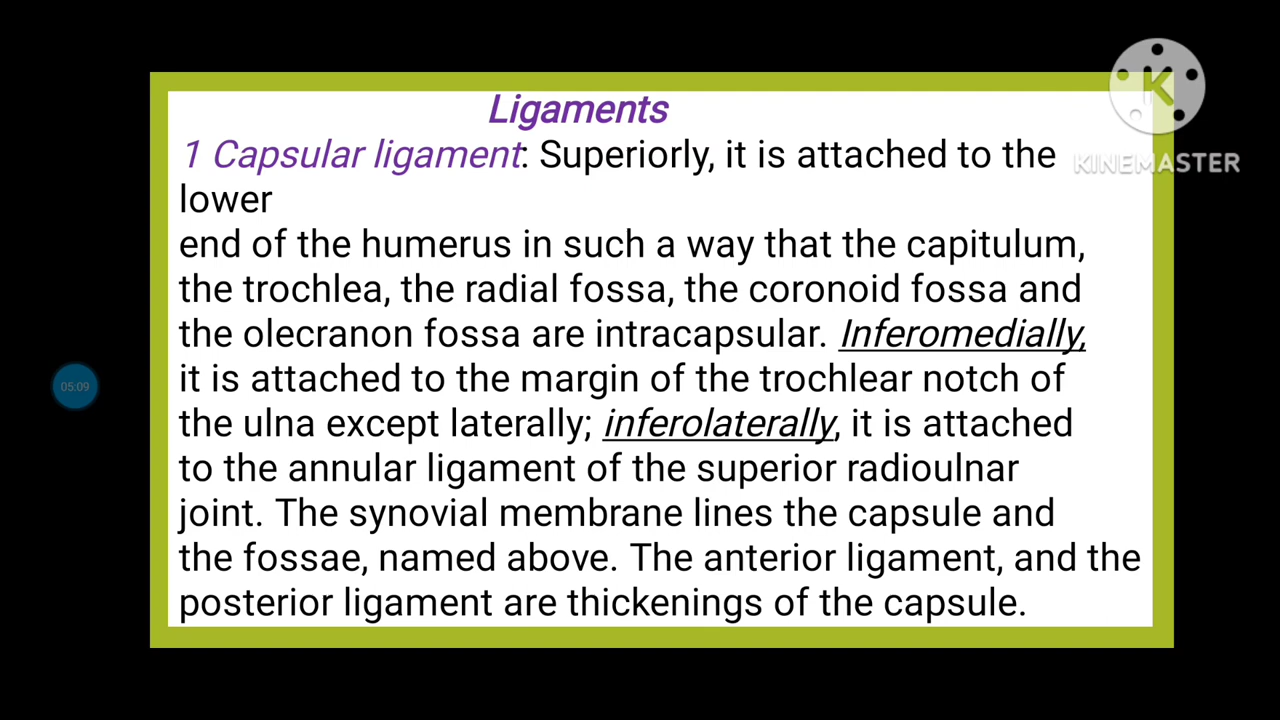 Ligaments
1 Capsular ligament: Superiorly, it is attached to the
lower
end of the humerus in such a way that the capitulum,
the trochlea, the radial fossa, the coronoid fossa and
the olecranon fossa are intracapsular. Inferomedially,
it is attached to the margin of the trochlear notch of
the ulna except laterally; inferolaterally, it is attached
to the annular ligament of the superior radioulnar
joint. The synovial membrane lines the capsule and
the fossae, named above. The anterior ligament, and the
posterior ligament are thickenings of the capsule.
K
KINEMASTER
05:09